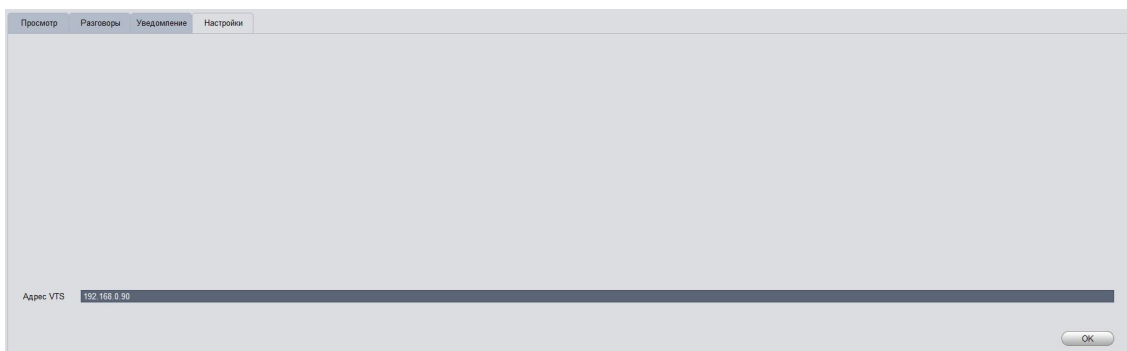 Просмотр Разговоры Уведомление Настройки
Адрес VTS 192.168.0.90
OK